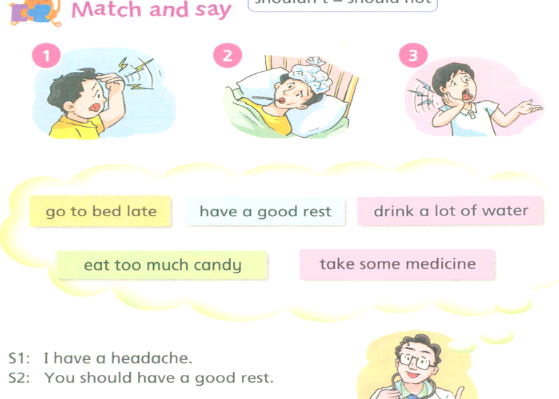 Match and say
shouldn't = should not
1
2
3
go to bed late
have a good rest
drink a lot of water
eat too much candy
take some medicine
S1: I have a headache.
S2: You should have a good rest.